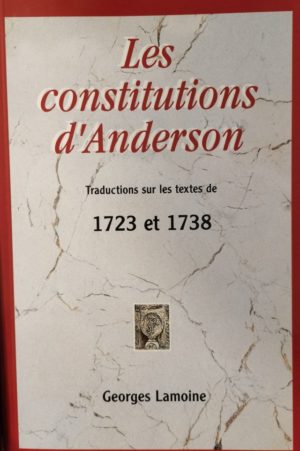 Les
constitutions
d'Anderson
Traductions sur les textes de
1723 et 1738
Georges Lamoine